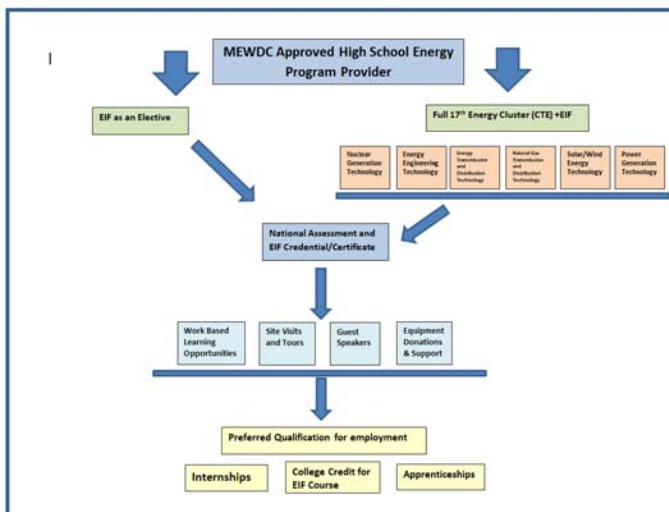 MEWDC Approved High School Energy
Program Provider
EIF as an Elective
Full 17th Energy Cluster (CTE) +EIF
Nuclear
Generation
Technology
Energy
Engineering
Technology
Energy
Transmission
and
Distribution
Technology
Natural Gas
Transmission
and
Distribution
Technology
Solar/Wind
Energy
Technology
Power
Generation
Technology
National Assessment and
EIF Credential/Certificate
Work Based
Learning
Opportunities
Site Visits
and Tours
Guest
Speakers
Equipment
Donations
& Support
Preferred Qualification for employment
Internships
College Credit for
EIF Course
Apprenticeships